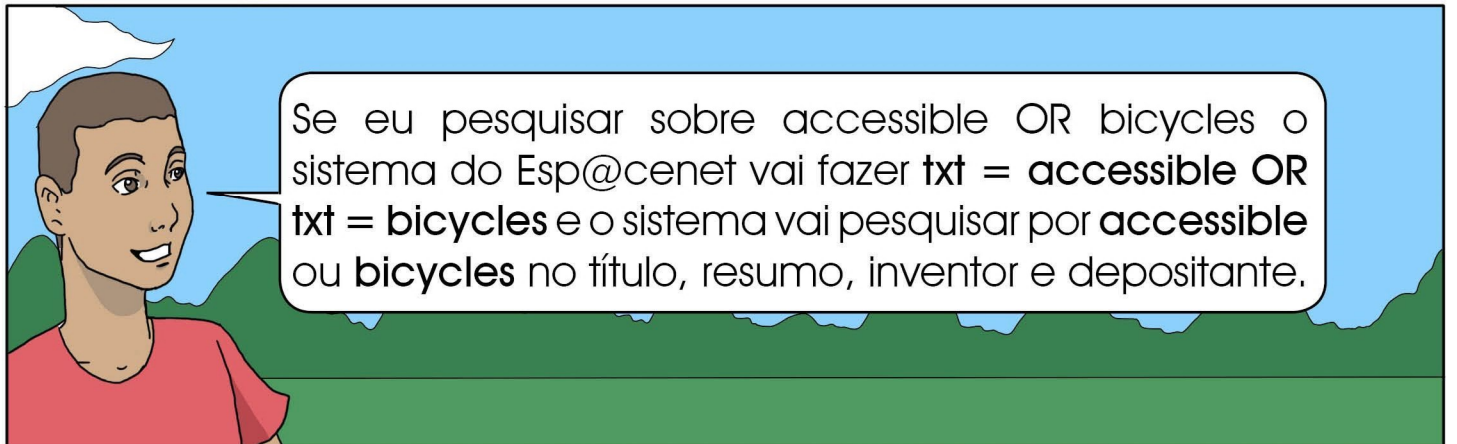 Se eu pesquisar sobre accessible OR bicycles o
sistema do Esp@cenet vai fazer txt = accessible OR
txt = bicycles e o sistema vai pesquisar por accessible
ou bicycles no título, resumo, inventor e depositante.